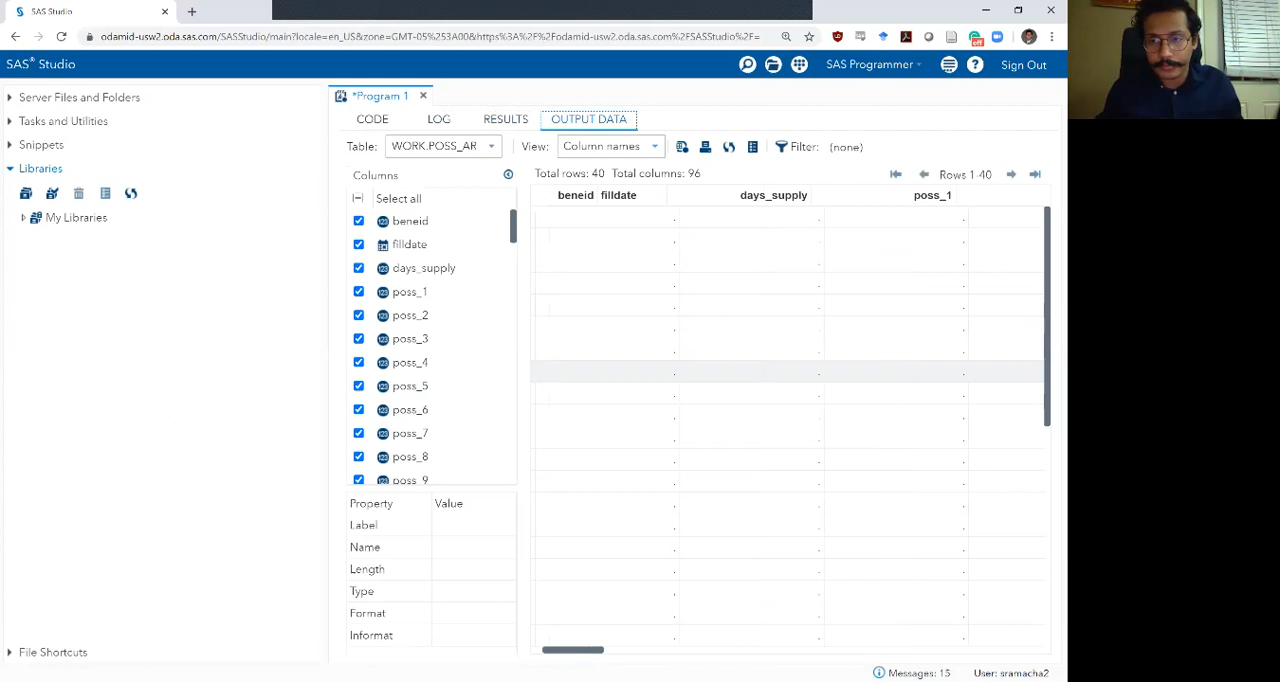 SAS Studio
odamid-usw2.oda.sas.com/SASStudio/main?locale=en_US&zone=GMT-05%253A00&https%3A%2F%2Fodamid-usw2.oda.sas.com%2FSASStudio%2F=
SAS® Studio
SAS Programmer
Sign Out
Server Files and Folders
Tasks and Utilities
Snippets
Libraries
My Libraries
File Shortcuts
*Program 1
CODE LOG RESULTS OUTPUT DATA
Table: WORK.POSS_AR View: Column names Filter: (none)
Columns
Select all
beneid
filldate
days_supply
poss_1
poss_2
poss_3
poss_4
poss_5
poss_6
poss_7
poss_8
poss_9
Property Value
Label
Name
Length
Type
Format
Informat
Total rows: 40 Total columns: 96 Rows 1-40
beneid filldate days_supply poss_1
Messages: 15 User: sramacha2